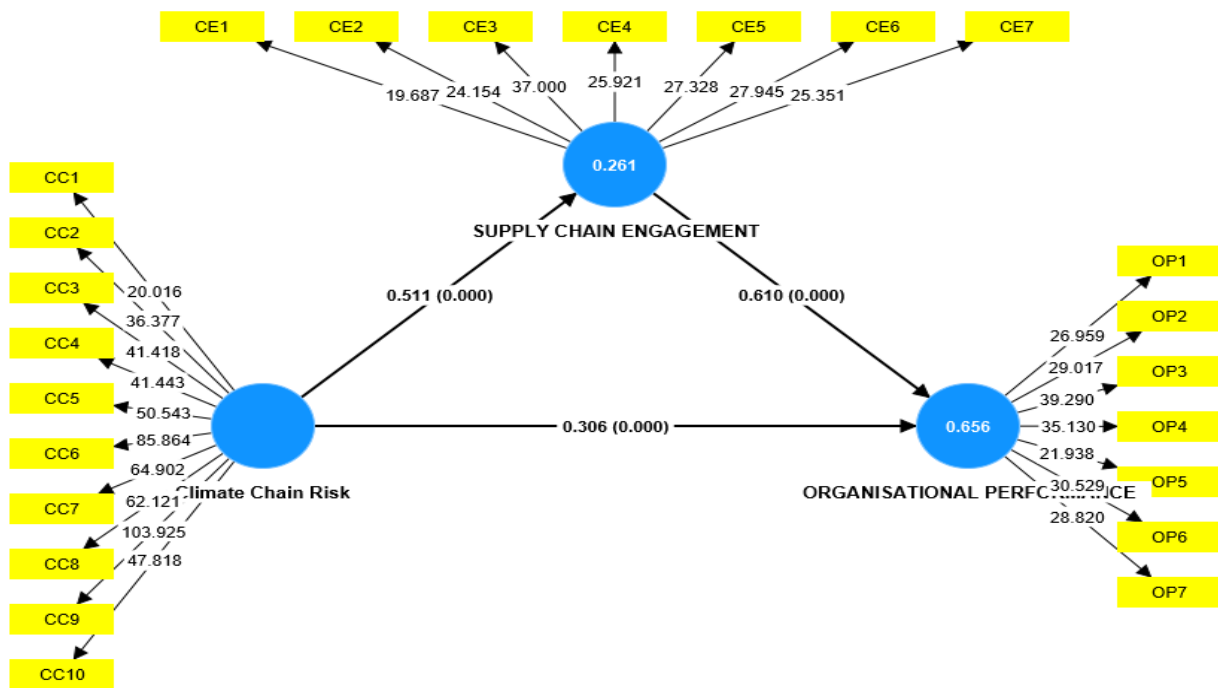 CE1 CE2 CE3 CE4 CE5 CE6 CE7
19.687 24.154 37.000 25.921 27.328 27.945 25.351
0.261
SUPPLY CHAIN ENGAGEMENT
CC1
CC2
CC3
CC4
CC5
CC6
CC7
CC8
CC9
CC10
20.016
36.377
41.418
41.443
50.543
85.864
64.902
62.121
103.925
47.818
Climate Chain Risk
0.511 (0.000)
0.610 (0.000)
0.306 (0.000)
0.656
ORGANISATIONAL PERFORMANCE
26.959
29.017
39.290
35.130
21.938
30.529
28.820
OP1
OP2
OP3
OP4
OP5
OP6
OP7